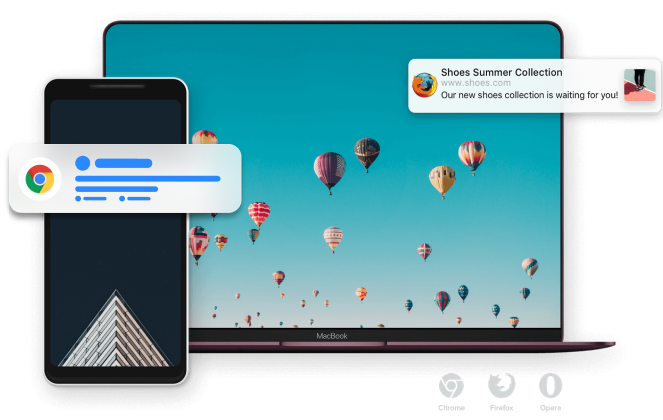 Shoes Summer Collection
www.shoes.com
Our new shoes collection is waiting for you!
MacBook
Chrome
Firefox
Opera